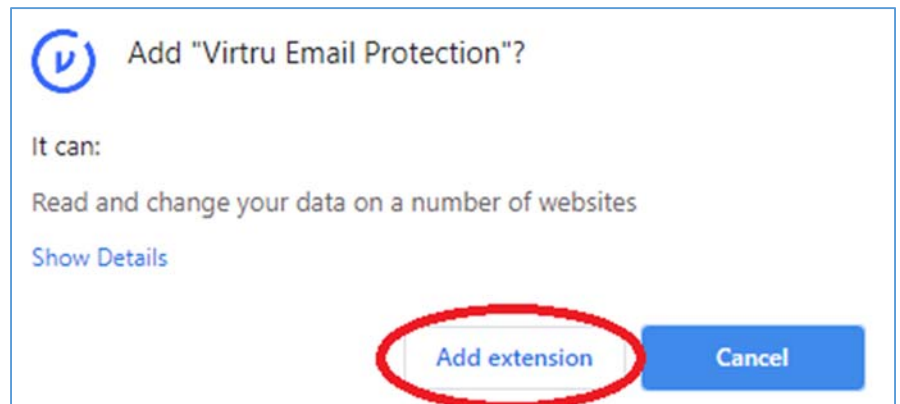 Add "Virtru Email Protection"?
It can:
Read and change your data on a number of websites
Show Details
Add extension Cancel